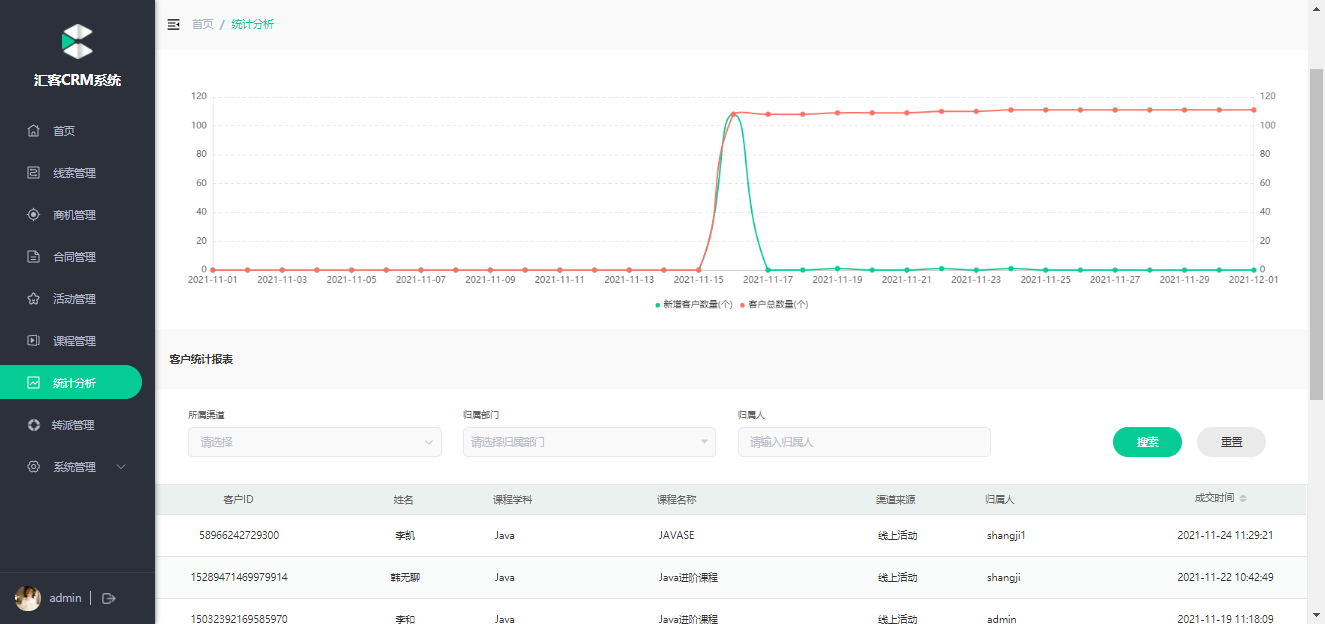 首页 / 统计分析
汇客CRM系统
首页
线索管理
商机管理
合同管理
活动管理
课程管理
统计分析
转派管理
系统管理
admin
120 120
100 100
80 80
60 60
40 40
20 20
0 0
2021-11-01 2021-11-03 2021-11-05 2021-11-07 2021-11-09 2021-11-11 2021-11-13 2021-11-15 2021-11-17 2021-11-19 2021-11-21 2021-11-23 2021-11-25 2021-11-27 2021-11-29 2021-12-01
新增客户数量(个) 客户总数量(个)
客户统计报表
所属渠道 归属部门 归属人
请选择 请选择归属部门 请输入归属人 搜索 重置
客户ID 姓名 课程学科 课程名称 渠道来源 归属人 成交时间
58966242729300 李凯 Java JAVASE 线上活动 shangji1 2021-11-24 11:29:21
15289471469979914 韩无聊 Java Java进阶课程 线上活动 shangji 2021-11-22 10:42:49
15032392169585970 李和 Java Java进阶课程 线上活动 admin 2021-11-19 11:18:09